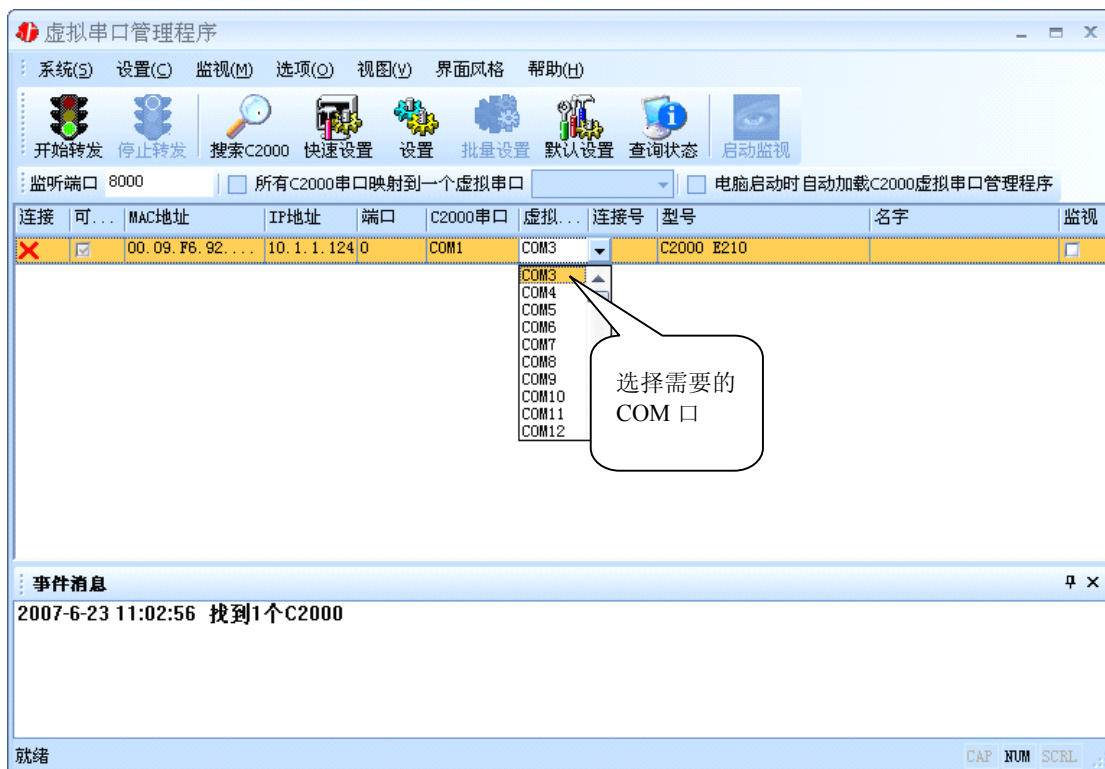 虚拟串口管理程序
系统(S) 设置(C) 监视(M) 选项(O) 视图(V) 界面风格 帮助(H)
开始转发 停止转发 搜索C2000 快速设置 设置 批量设置 默认设置 查询状态 启动监视
监听端口 8000 所有C2000串口映射到一个虚拟串口 电脑启动时自动加载C2000虚拟串口管理程序
连接 可... MAC地址 IP地址 端口 C2000串口 虚拟... 连接号 型号 名字 监视
00.09.F6.92.... 10.1.1.124 0 COM1 COM3 C2000 E210
COM3
COM4
COM5
COM6
COM7
COM8
COM9
COM10
COM11
COM12
选择需要的
COM 口
事件消息
2007-6-23 11:02:56 找到1个C2000
就绪 CAP NUM SCRL